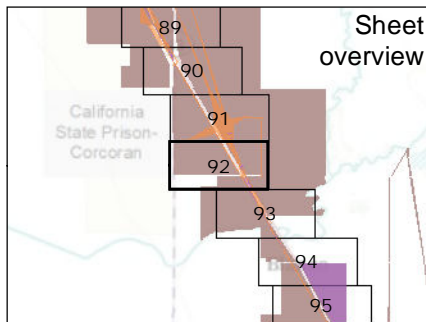 Sheet
overview
89
90
91
California
State Prison-
Corcoran
92
93
94
95